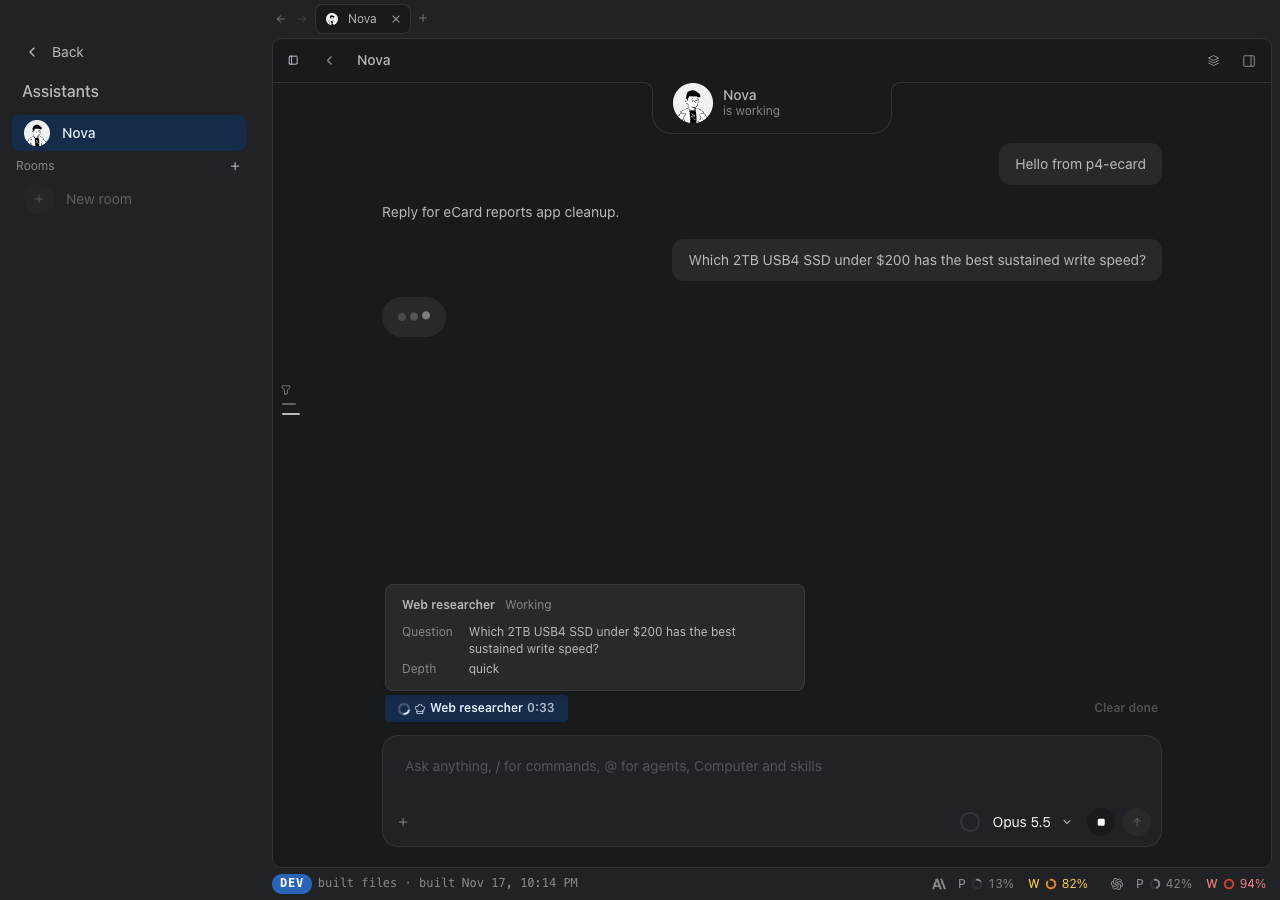 Nova
Back
Nova
Assistants
Nova
is working
Nova
Hello from p4-ecard
Rooms
New room
Reply for eCard reports app cleanup.
Which 2TB USB4 SSD under $200 has the best sustained write speed?
Web researcher Working
Question Which 2TB USB4 SSD under $200 has the best
sustained write speed?
Depth quick
Web researcher 0:33
Clear done
Ask anything, / for commands, @ for agents, Computer and skills
Opus 5.5
DEV built files · built Nov 17, 10:14 PM
P 13% W 82% P 42% W 94%